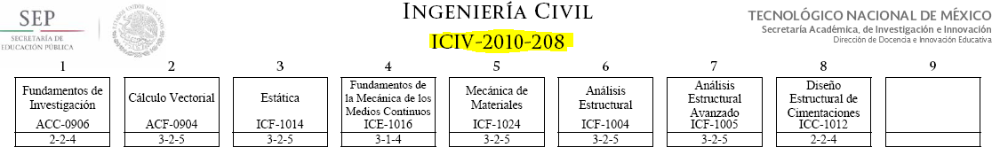 SEP
SECRETARÍA DE
EDUCACIÓN PÚBLICA
ESTADOS UNIDOS MEXICANOS
INGENIERÍA CIVIL
ICIV-2010-208
TECNOLÓGICO NACIONAL DE MÉXICO
Secretaría Académica, de Investigación e Innovación
Dirección de Docencia e Innovación Educativa
1
2
3
4
5
6
7
8
9
Fundamentos de
Investigación
ACC-0906
2-2-4
Cálculo Vectorial
ACF-0904
3-2-5
Estática
ICF-1014
3-2-5
Fundamentos de
la Mecánica de los
Medios Continuos
ICE-1016
3-1-4
Mecánica de
Materiales
ICF-1024
3-2-5
Análisis
Estructural
ICF-1004
3-2-5
Análisis
Estructural
Avanzado
ICF-1005
3-2-5
Diseño
Estructural de
Cimentaciones
ICC-1012
2-2-4